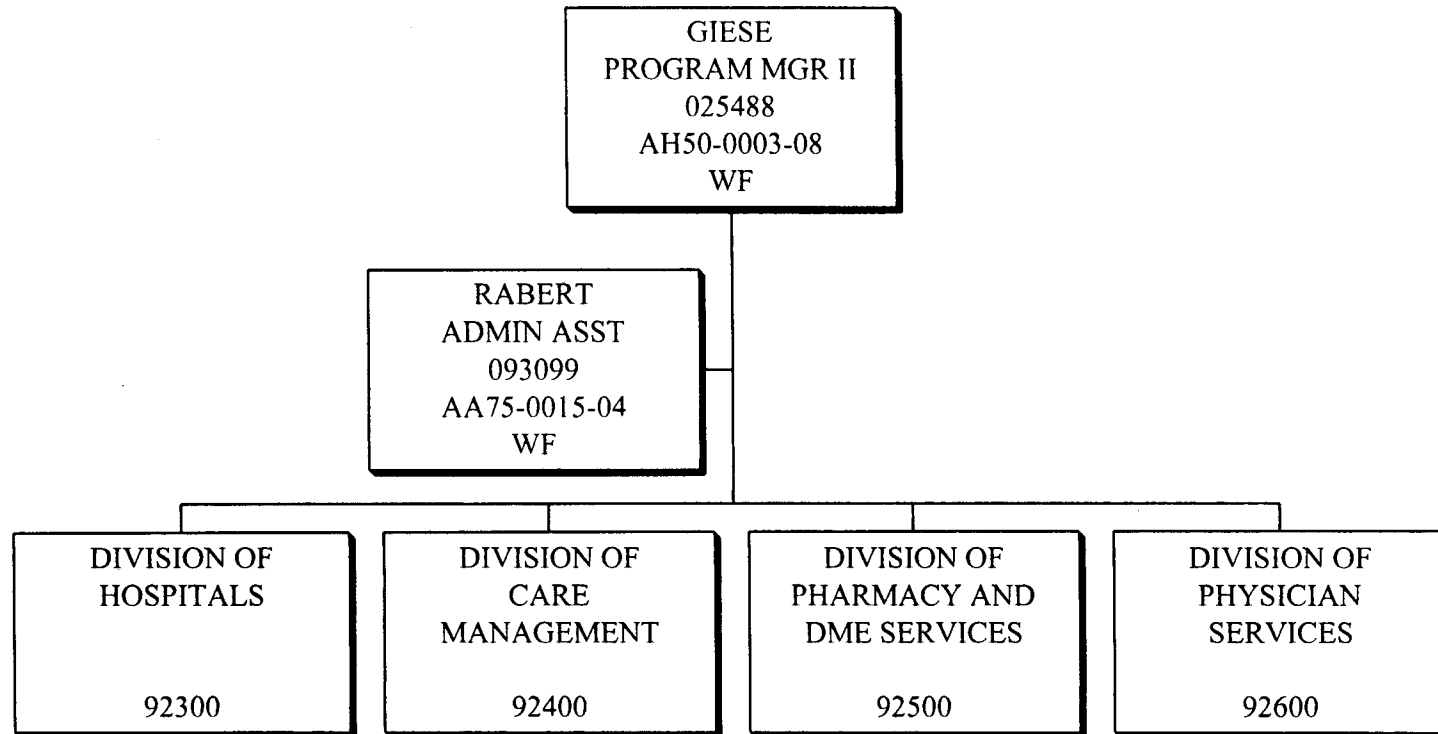 GIESE
PROGRAM MGR II
025488
AH50-0003-08
WF
RABERT
ADMIN ASST
093099
AA75-0015-04
WF
DIVISION OF
HOSPITALS
92300
DIVISION OF
CARE
MANAGEMENT
92400
DIVISION OF
PHARMACY AND
DME SERVICES
92500
DIVISION OF
PHYSICIAN
SERVICES
92600